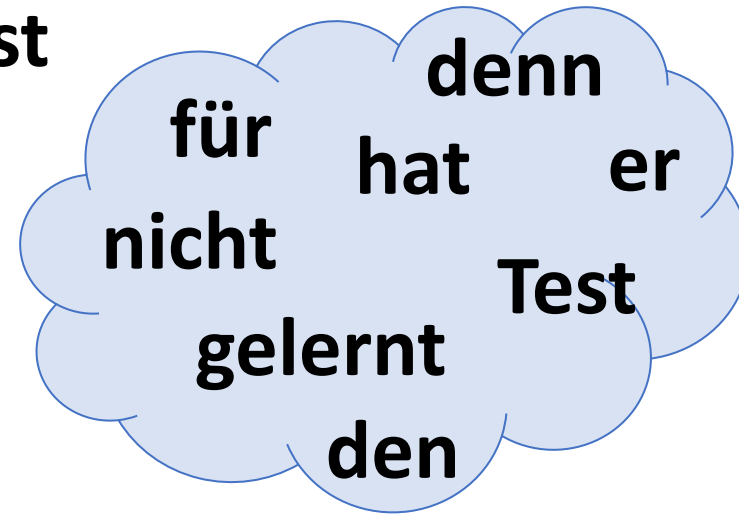 st
denn
für
hat er
nicht
Test
gelernt
den